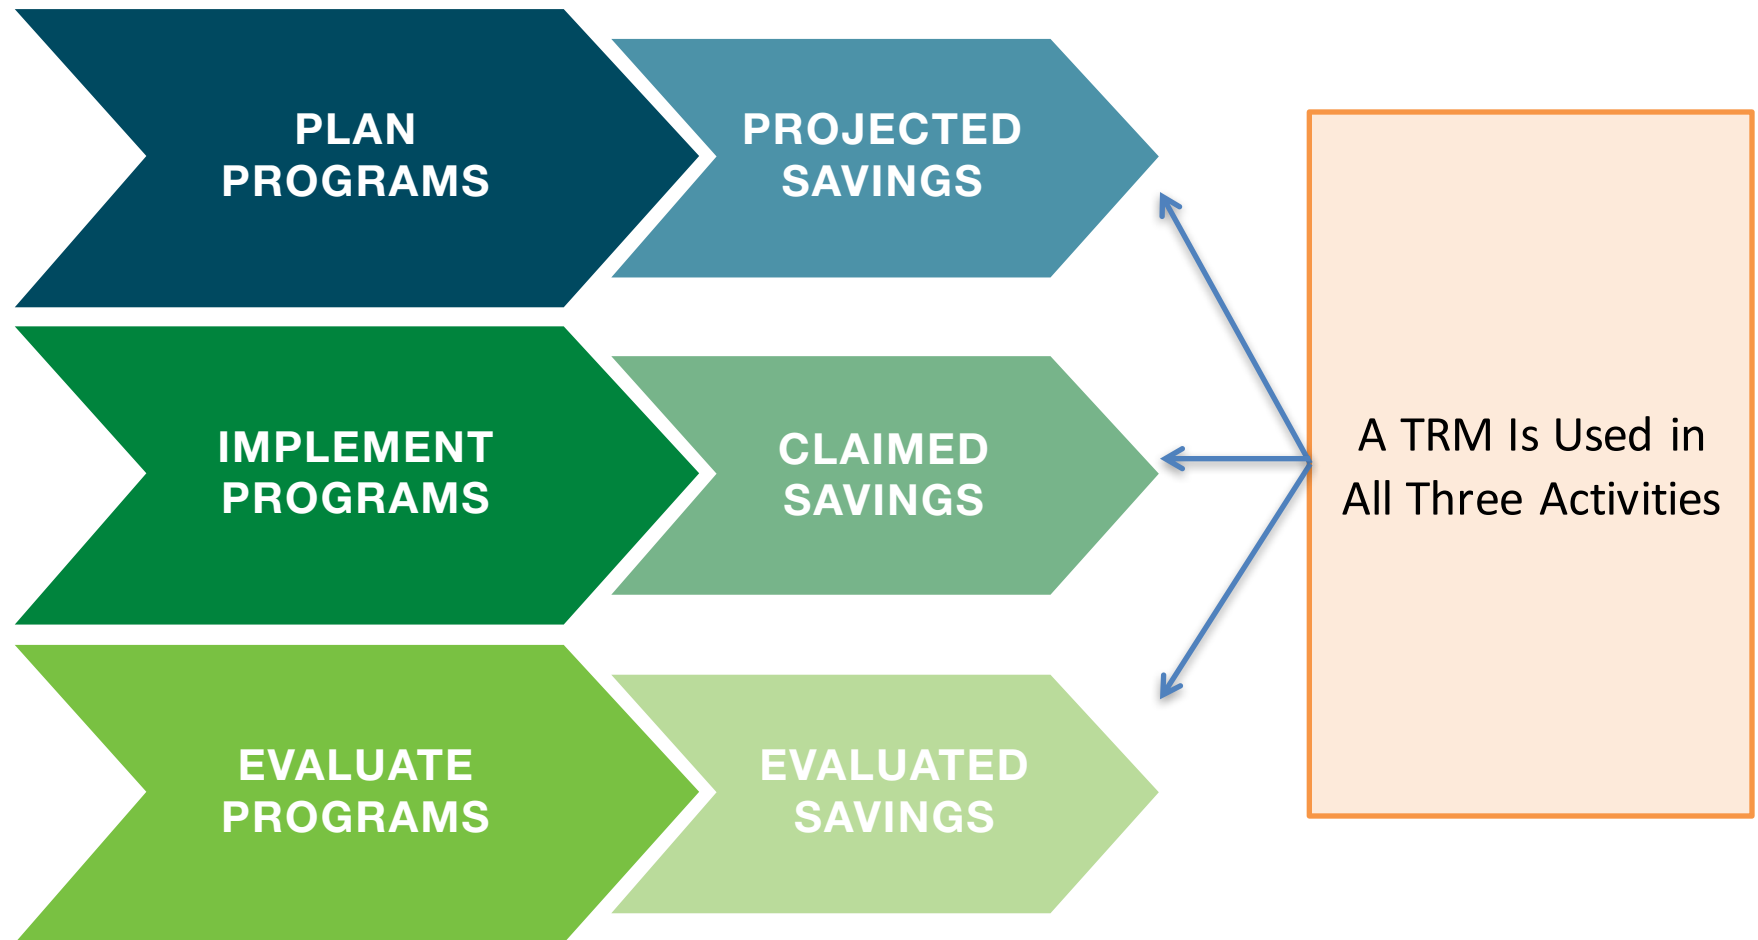 PLAN
PROGRAMS
PROJECTED
SAVINGS
IMPLEMENT
PROGRAMS
CLAIMED
SAVINGS
EVALUATE
PROGRAMS
EVALUATED
SAVINGS
A TRM Is Used in
All Three Activities